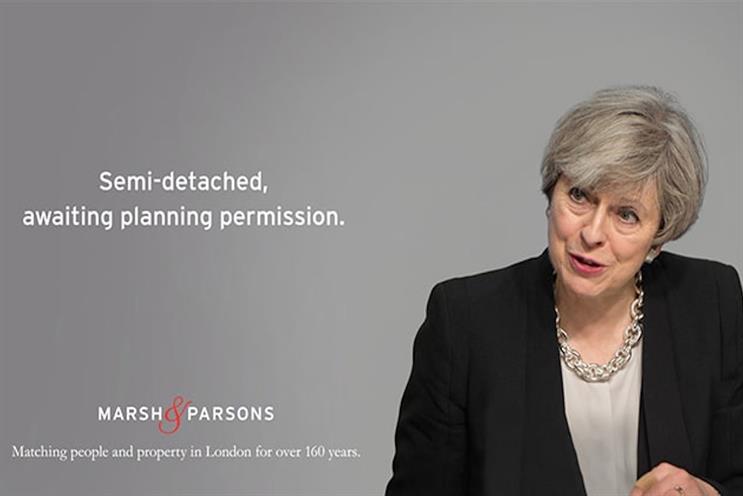 Semi-detached,
awaiting planning permission.
MARSH & PARSONS
Matching people and property in London for over 160 years.